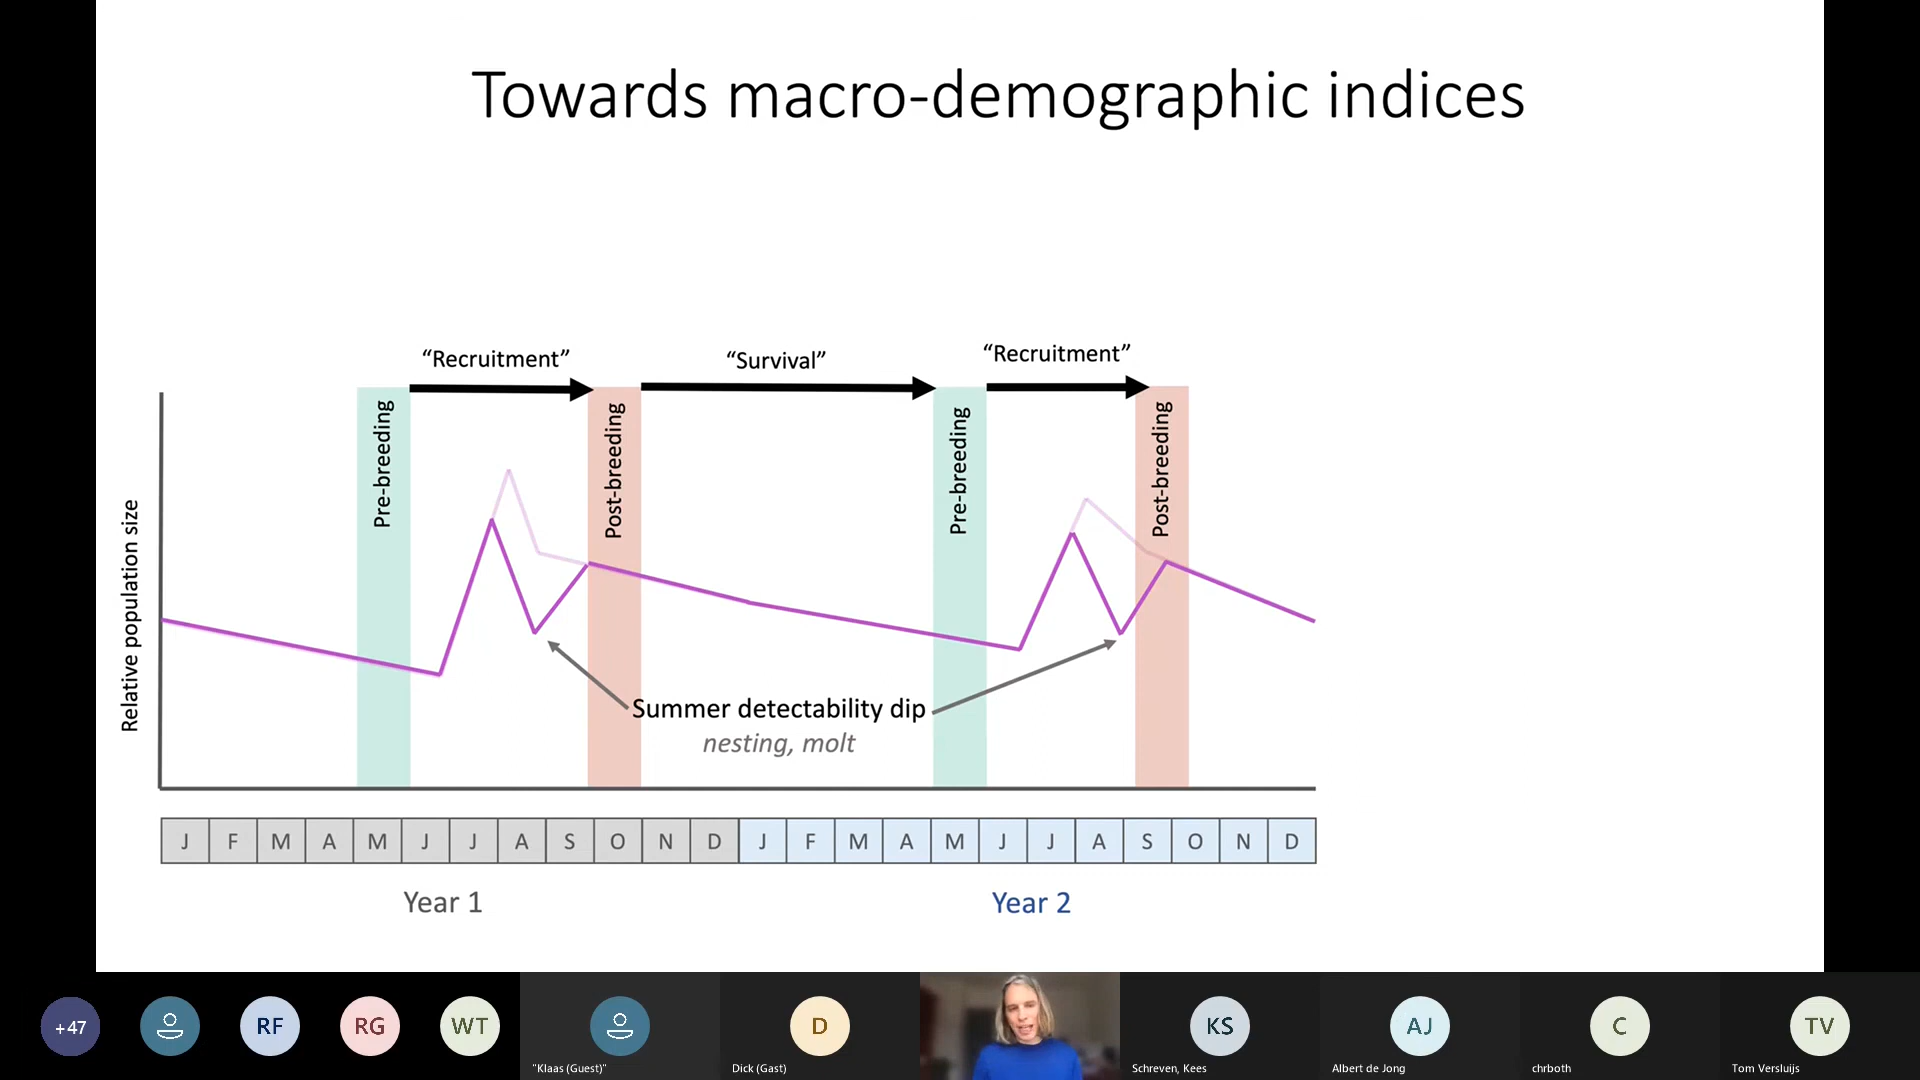 Towards macro-demographic indices
“Recruitment”
“Survival”
“Recruitment”
Pre-breeding
Post-breeding
Pre-breeding
Post-breeding
Relative population size
Summer detectability dip
nesting, molt
J F M A M J J A S O N D J F M A M J J A S O N D
Year 1
Year 2
+47
RF
RG
WT
D
KS
AJ
C
TV
"Klaas (Guest)"
Dick (Gast)
Schreven, Kees
Albert de Jong
chrboth
Tom Versluijs